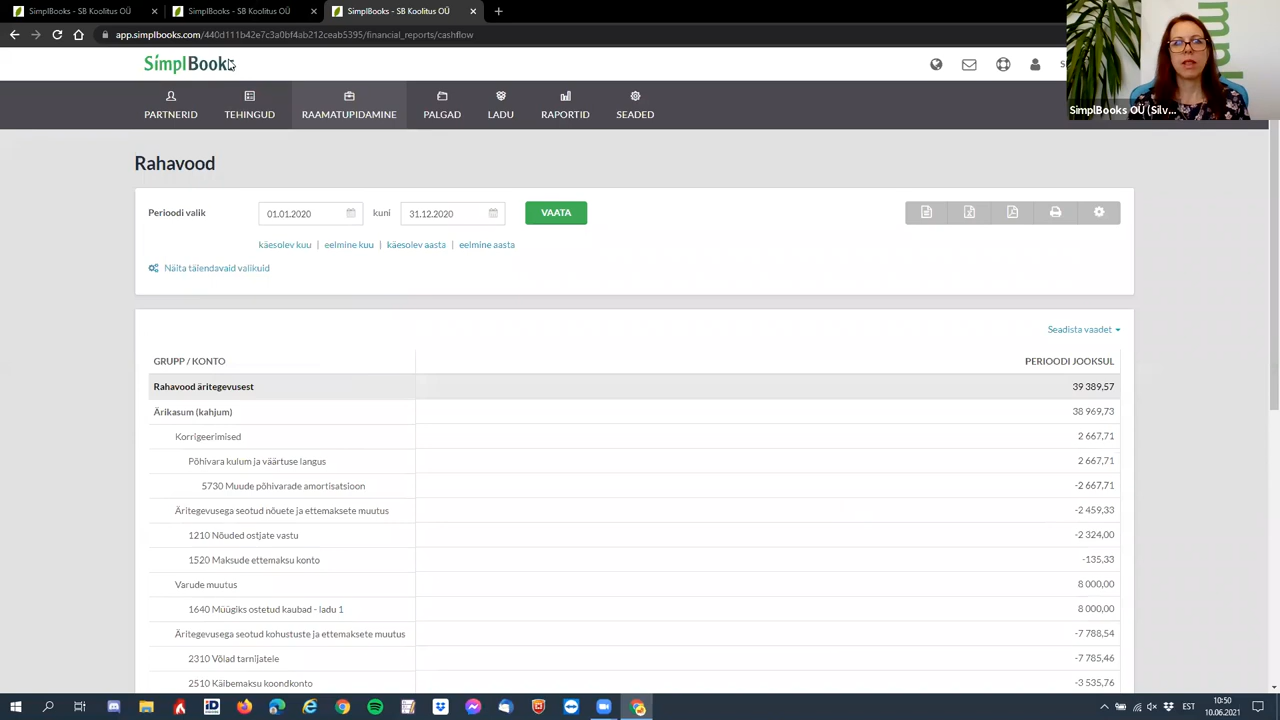 SimplBooks - SB Koolitus OÜ
SimplBooks - SB Koolitus OÜ
SimplBooks - SB Koolitus OÜ
app.simplbooks.com/440d111b42e7c3a0bf4ab212ceab5395/financial_reports/cashflow
SimplBooks
SimplBooks OÜ (Silv...
PARTNERID
TEHINGUD
RAAMATUPIDAMINE
PALGAD
LADU
RAPORTID
SEADED
Rahavood
Perioodi valik
01.01.2020
kuni
31.12.2020
VAATA
käesolev kuu | eelmine kuu | käesolev aasta | eelmine aasta
Näita täiendavaid valikuid
Seadista vaadet
GRUPP / KONTO PERIOODI JOOKSUL
Rahavood äritegevusest 39 389,57
Ärikasum (kahjum) 38 969,73
Korrigeerimised 2 667,71
Põhivara kulum ja väärtuse langus 2 667,71
5730 Muude põhivarade amortisatsioon -2 667,71
Äritegevusega seotud nõuete ja ettemaksete muutus -2 459,33
1210 Nõuded ostjate vastu -2 324,00
1520 Maksude ettemaksu konto -135,33
Varude muutus 8 000,00
1640 Müügiks ostetud kaubad - ladu 1 8 000,00
Äritegevusega seotud kohustuste ja ettemaksete muutus -7 788,54
2310 Võlad tarnijatele -7 785,46
2510 Käibemaksu koondkonto -3 535,76
EST
10:50
10.06.2021